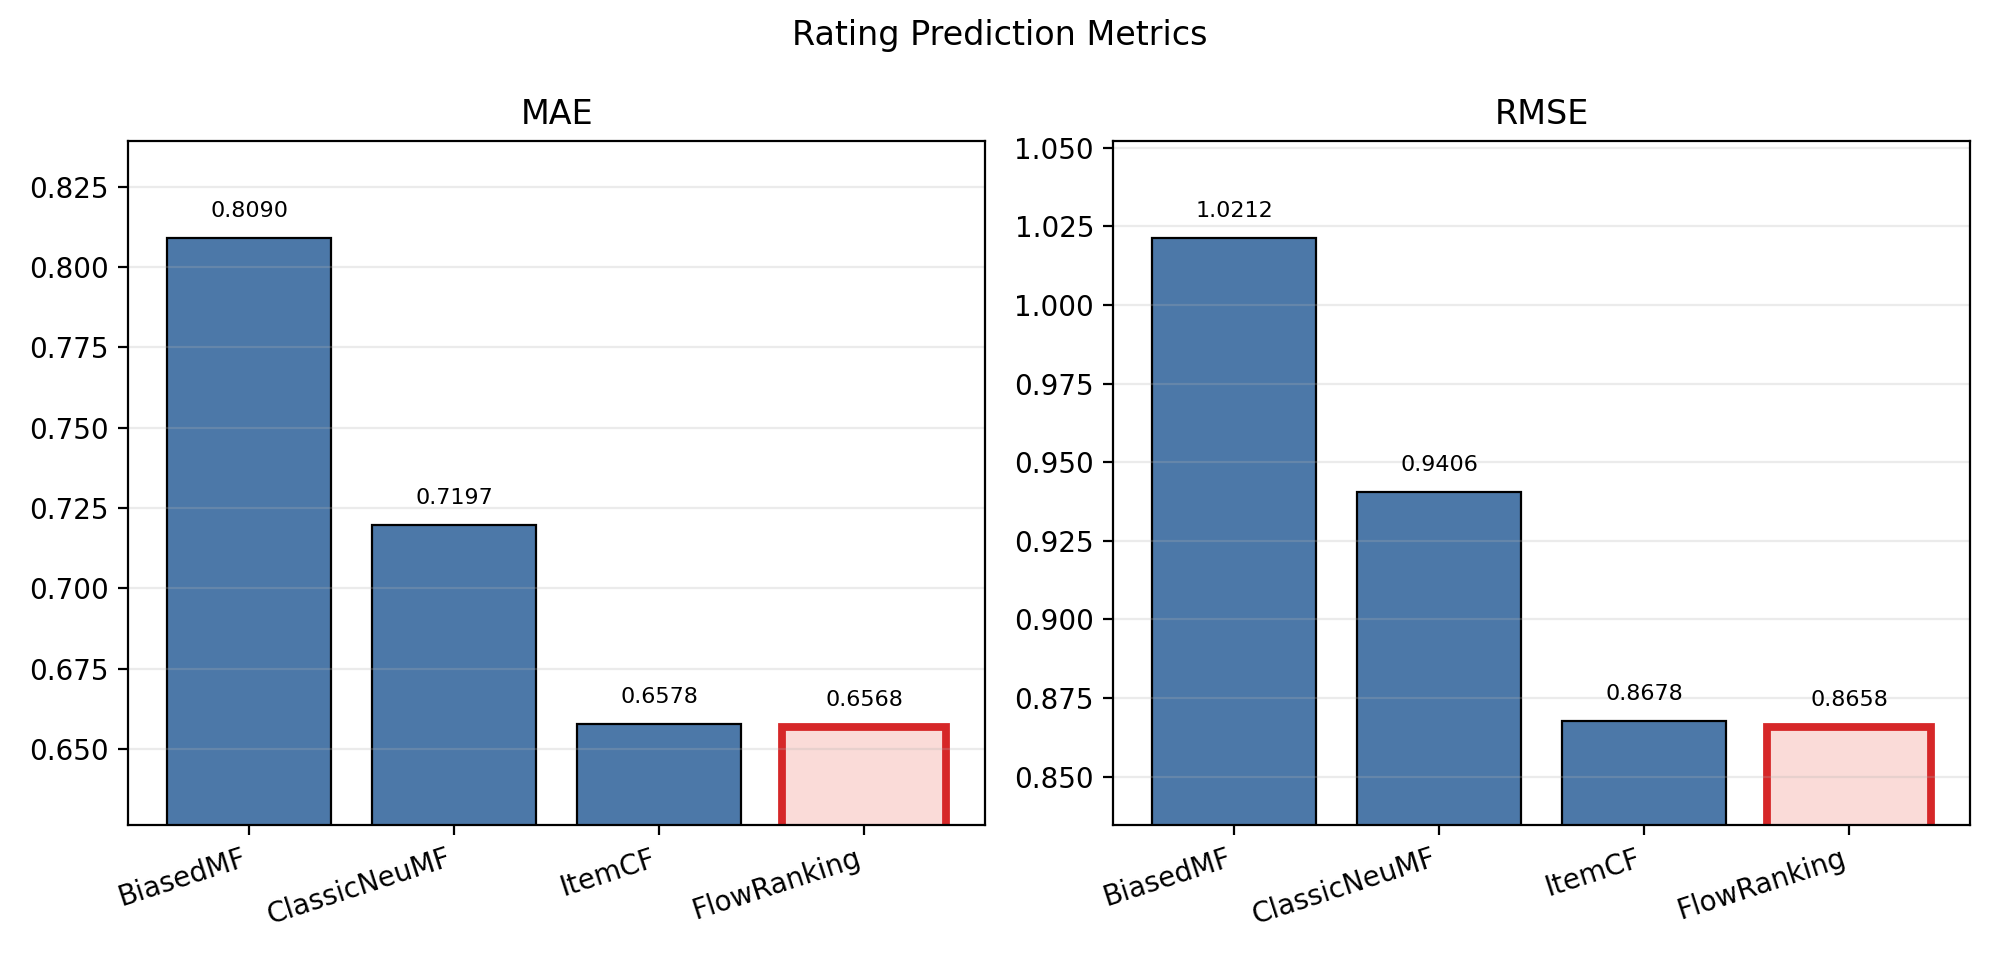 Rating Prediction Metrics
MAE
0.825
0.800
0.775
0.750
0.725
0.700
0.675
0.650
0.8090
0.7197
0.6578
0.6568
BiasedMF
ClassicNeuMF
ItemCF
FlowRanking
RMSE
1.050
1.025
1.000
0.975
0.950
0.925
0.900
0.875
0.850
1.0212
0.9406
0.8678
0.8658
BiasedMF
ClassicNeuMF
ItemCF
FlowRanking